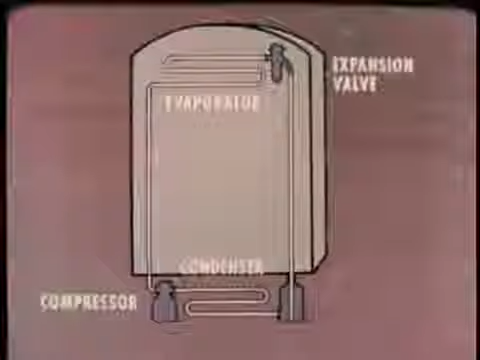 EXPANSION
VALVE
EVAPORATOR
CONDENSER
COMPRESSOR